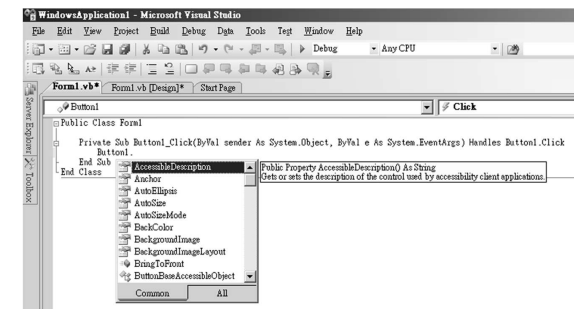 WindowsApplication1 - Microsoft Visual Studio
File Edit View Project Build Debug Data Tools Test Window Help
Debug Any CPU
Form1.vb* Form1.vb [Design]* Start Page
Button1 Click
Public Class Form1
Private Sub Button1_Click(ByVal sender As System.Object, ByVal e As System.EventArgs) Handles Button1.Click
Button1.
End Sub
End Class
AccessibleDescription
Anchor
AutoEllipsis
AutoSize
AutoSizeMode
BackColor
BackgroundImage
BackgroundImageLayout
BringToFront
ButtonBaseAccessibleObject
Common All
Public Property AccessibleDescription() As String
Gets or sets the description of the control used by accessibility client applications.
Server Explorer
Toolbox